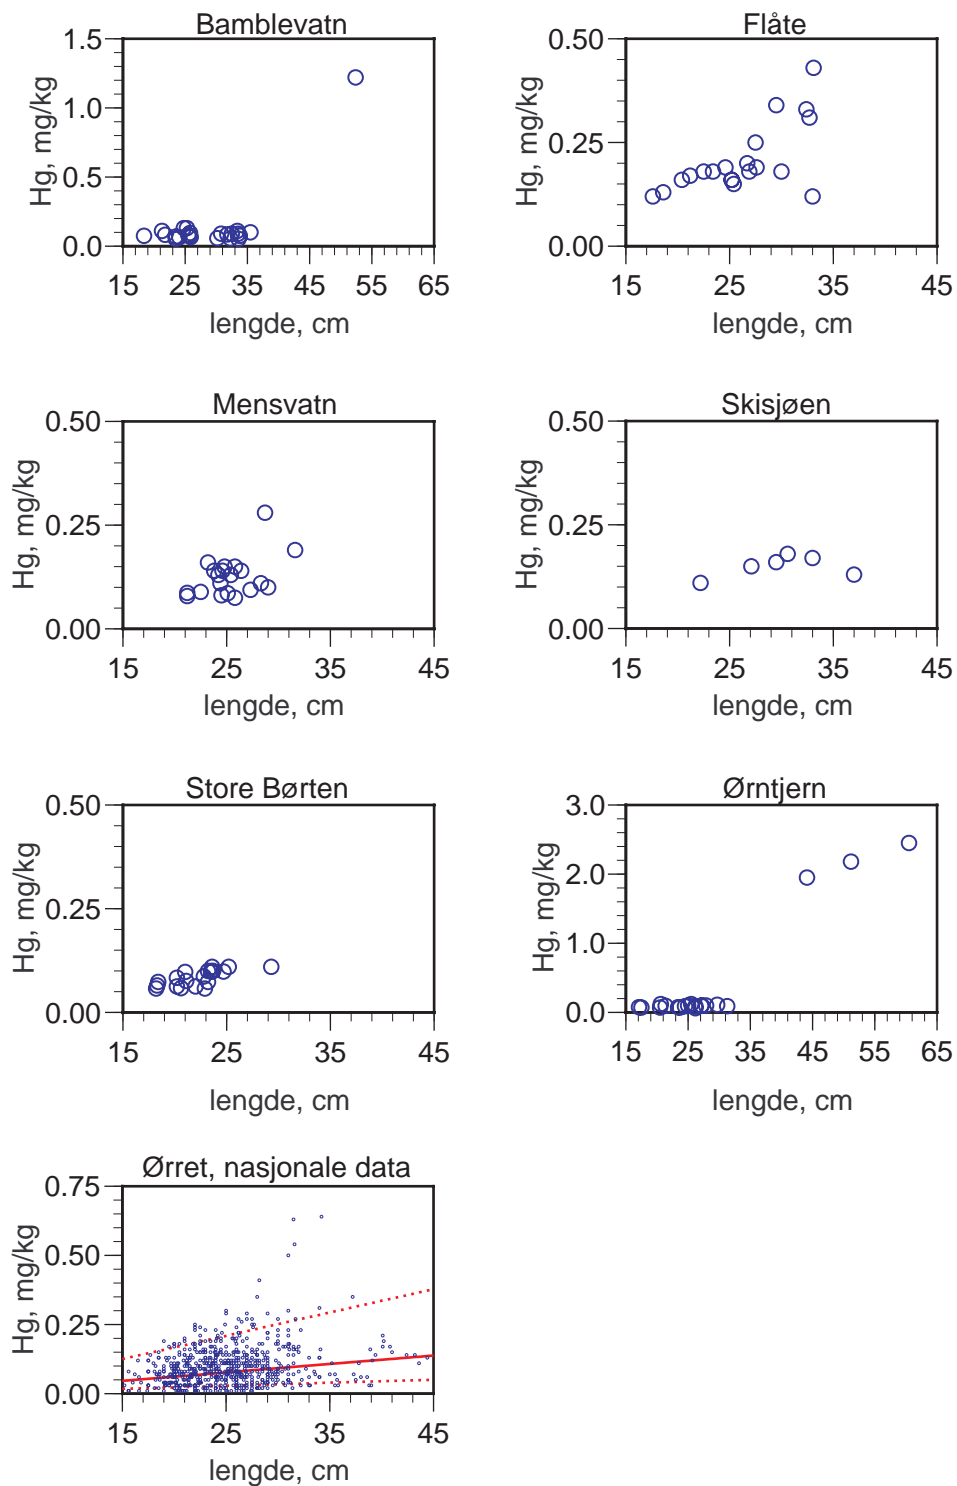 Bamblevatn
1.5
1.0
0.5
0.0
Hg, mg/kg
15 25 35 45 55 65
lengde, cm
Flåte
0.50
0.25
0.00
Hg, mg/kg
15 25 35 45
lengde, cm
Mensvatn
0.50
0.25
0.00
Hg, mg/kg
15 25 35 45
lengde, cm
Skisjøen
0.50
0.25
0.00
Hg, mg/kg
15 25 35 45
lengde, cm
Store Børten
0.50
0.25
0.00
Hg, mg/kg
15 25 35 45
lengde, cm
Ørntjern
3.0
2.0
1.0
0.0
Hg, mg/kg
15 25 35 45 55 65
lengde, cm
Ørret, nasjonale data
0.75
0.50
0.25
0.00
Hg, mg/kg
15 25 35 45
lengde, cm